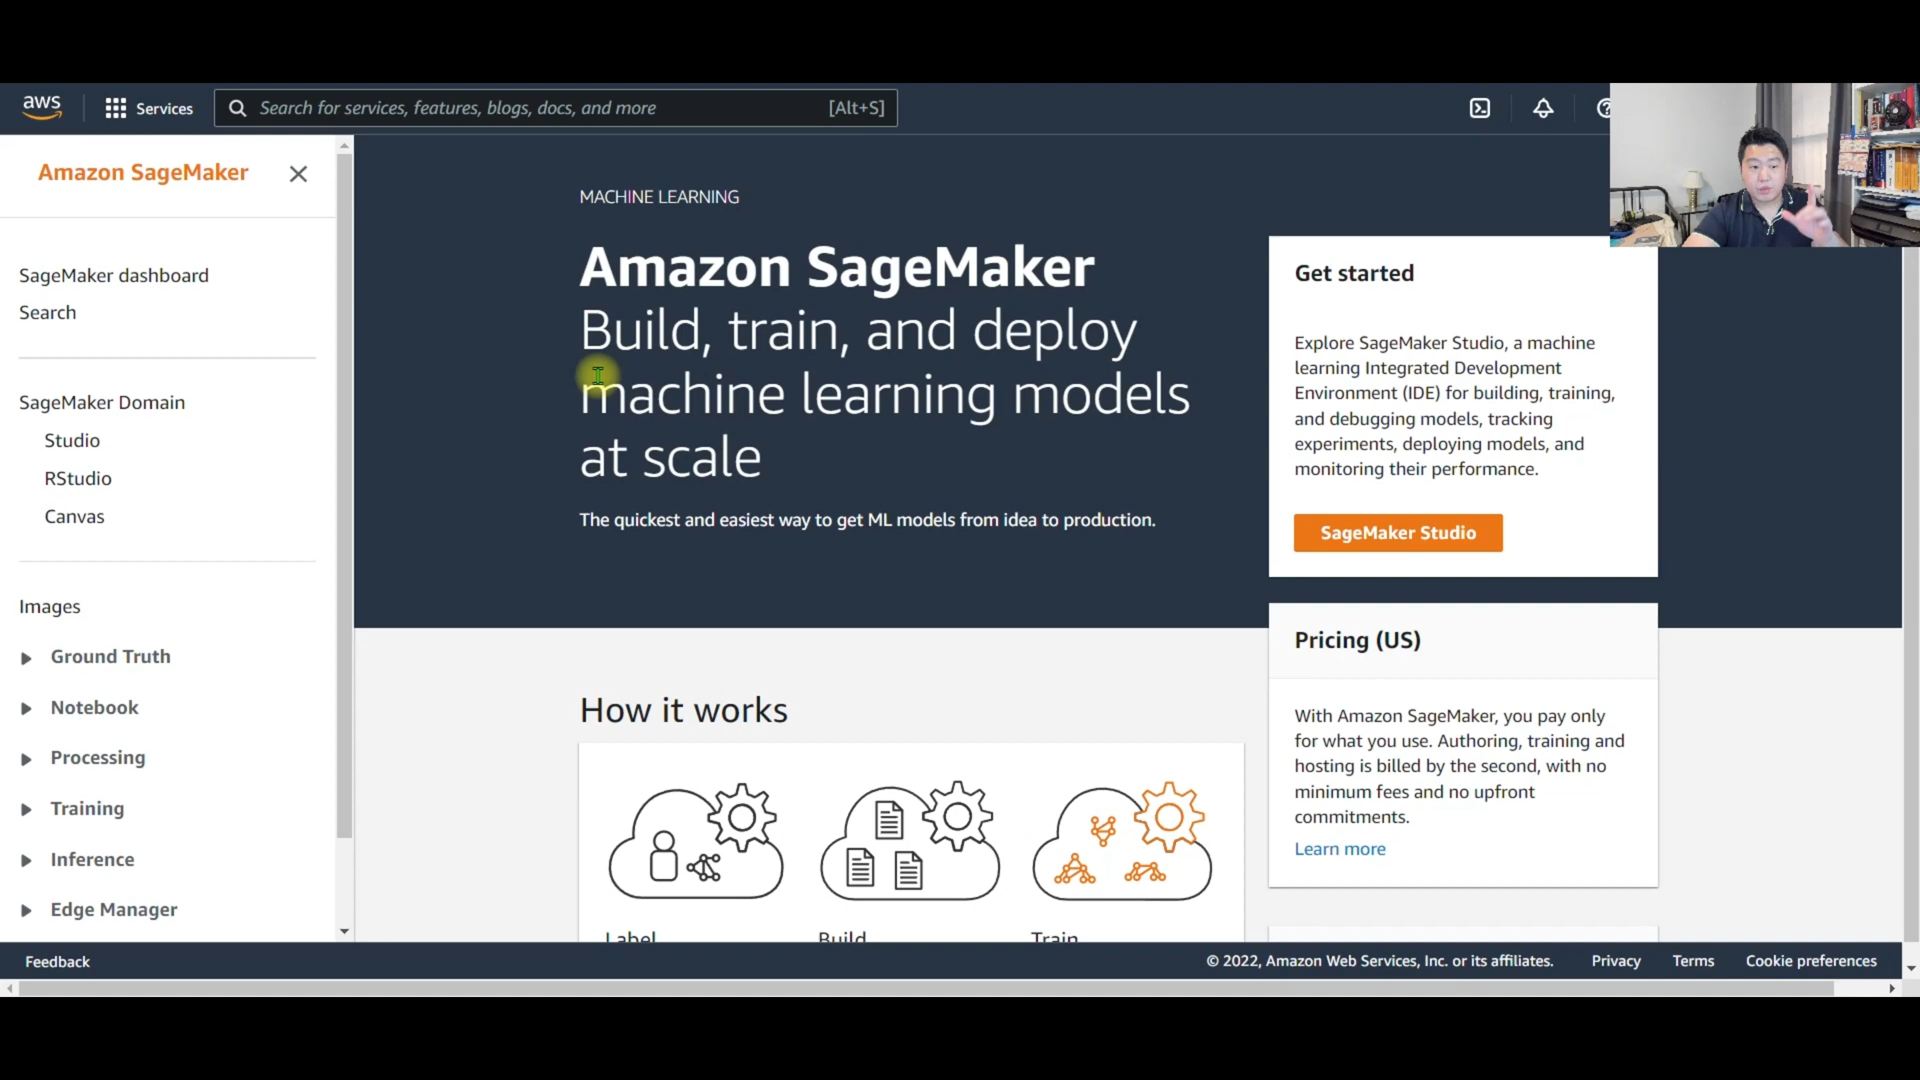 aws
Services
Search for services, features, blogs, docs, and more
[Alt+S]
Amazon SageMaker
SageMaker dashboard
Search
SageMaker Domain
Studio
RStudio
Canvas
Images
Ground Truth
Notebook
Processing
Training
Inference
Edge Manager
MACHINE LEARNING
Amazon SageMaker
Build, train, and deploy
machine learning models
at scale
The quickest and easiest way to get ML models from idea to production.
How it works
Label
Build
Train
Get started
Explore SageMaker Studio, a machine
learning Integrated Development
Environment (IDE) for building, training,
and debugging models, tracking
experiments, deploying models, and
monitoring their performance.
SageMaker Studio
Pricing (US)
With Amazon SageMaker, you pay only
for what you use. Authoring, training and
hosting is billed by the second, with no
minimum fees and no upfront
commitments.
Learn more
Feedback
© 2022, Amazon Web Services, Inc. or its affiliates.
Privacy
Terms
Cookie preferences